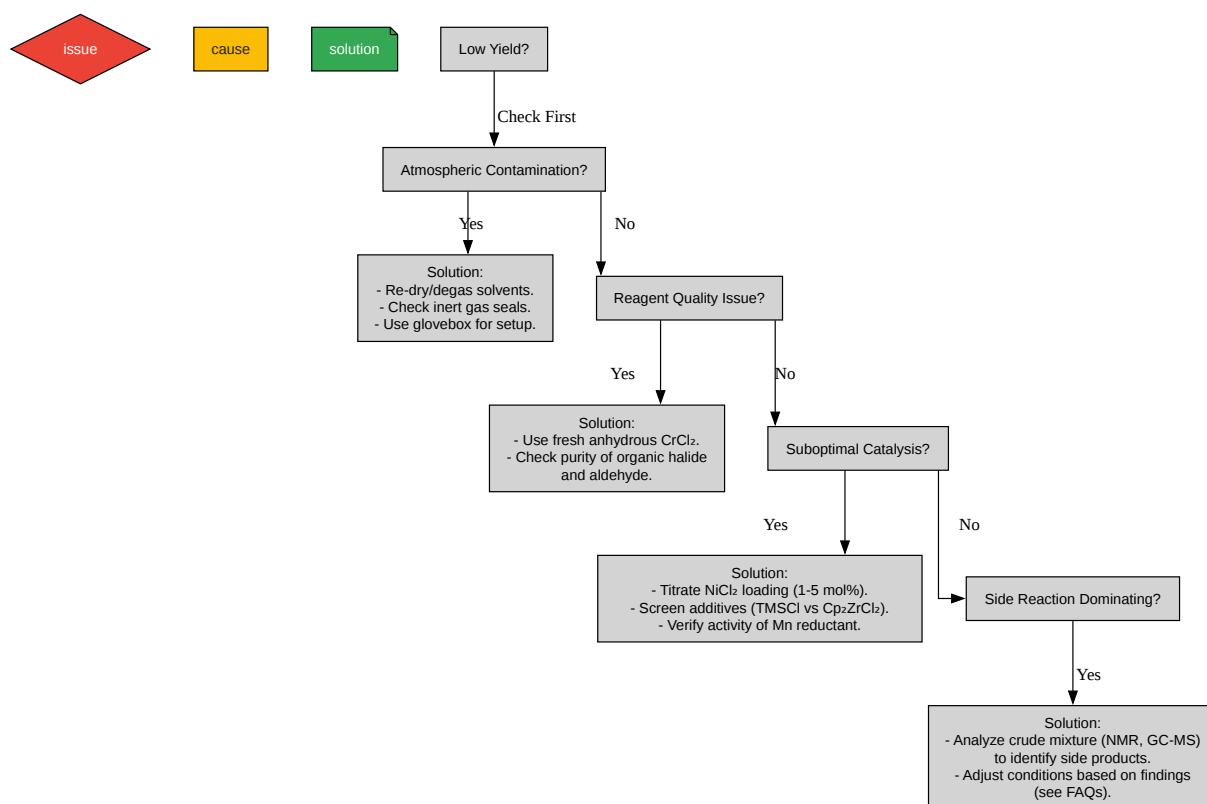 issue
cause
solution
Low Yield?
Check First
Atmospheric Contamination?
Yes
No
Solution:
- Re-dry/degas solvents.
- Check inert gas seals.
- Use glovebox for setup.
Reagent Quality Issue?
Yes
No
Solution:
- Use fresh anhydrous CrCl₂.
- Check purity of organic halide
and aldehyde.
Suboptimal Catalysis?
Yes
No
Solution:
- Titrate NiCl₂ loading (1-5 mol%).
- Screen additives (TMSCl vs Cp₂ZrCl₂).
- Verify activity of Mn reductant.
Side Reaction Dominating?
Yes
Solution:
- Analyze crude mixture (NMR, GC-MS)
to identify side products.
- Adjust conditions based on findings
(see FAQs).